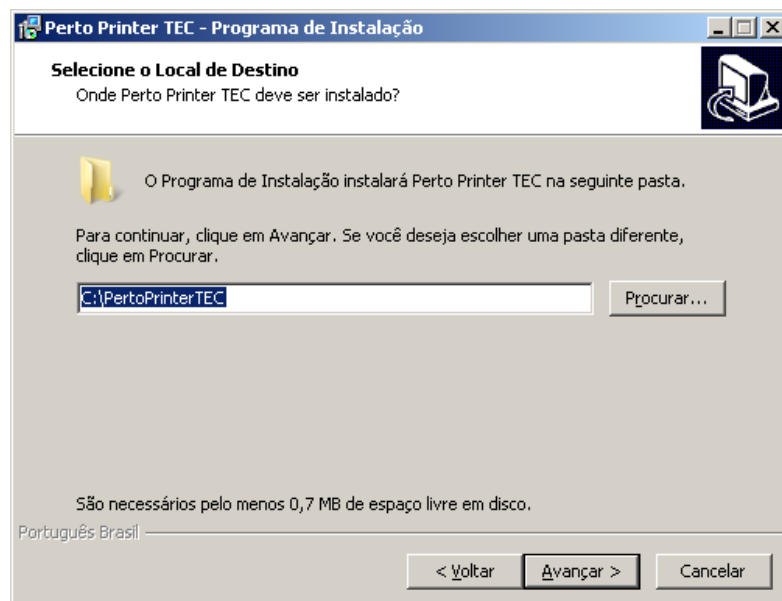 Perto Printer TEC - Programa de Instalação
Selecione o Local de Destino
Onde Perto Printer TEC deve ser instalado?
O Programa de Instalação instalará Perto Printer TEC na seguinte pasta.
Para continuar, clique em Avançar. Se você deseja escolher uma pasta diferente,
clique em Procurar.
C:\PertoPrinterTEC
Procurar...
São necessários pelo menos 0,7 MB de espaço livre em disco.
Português Brasil
< Voltar
Avançar >
Cancelar